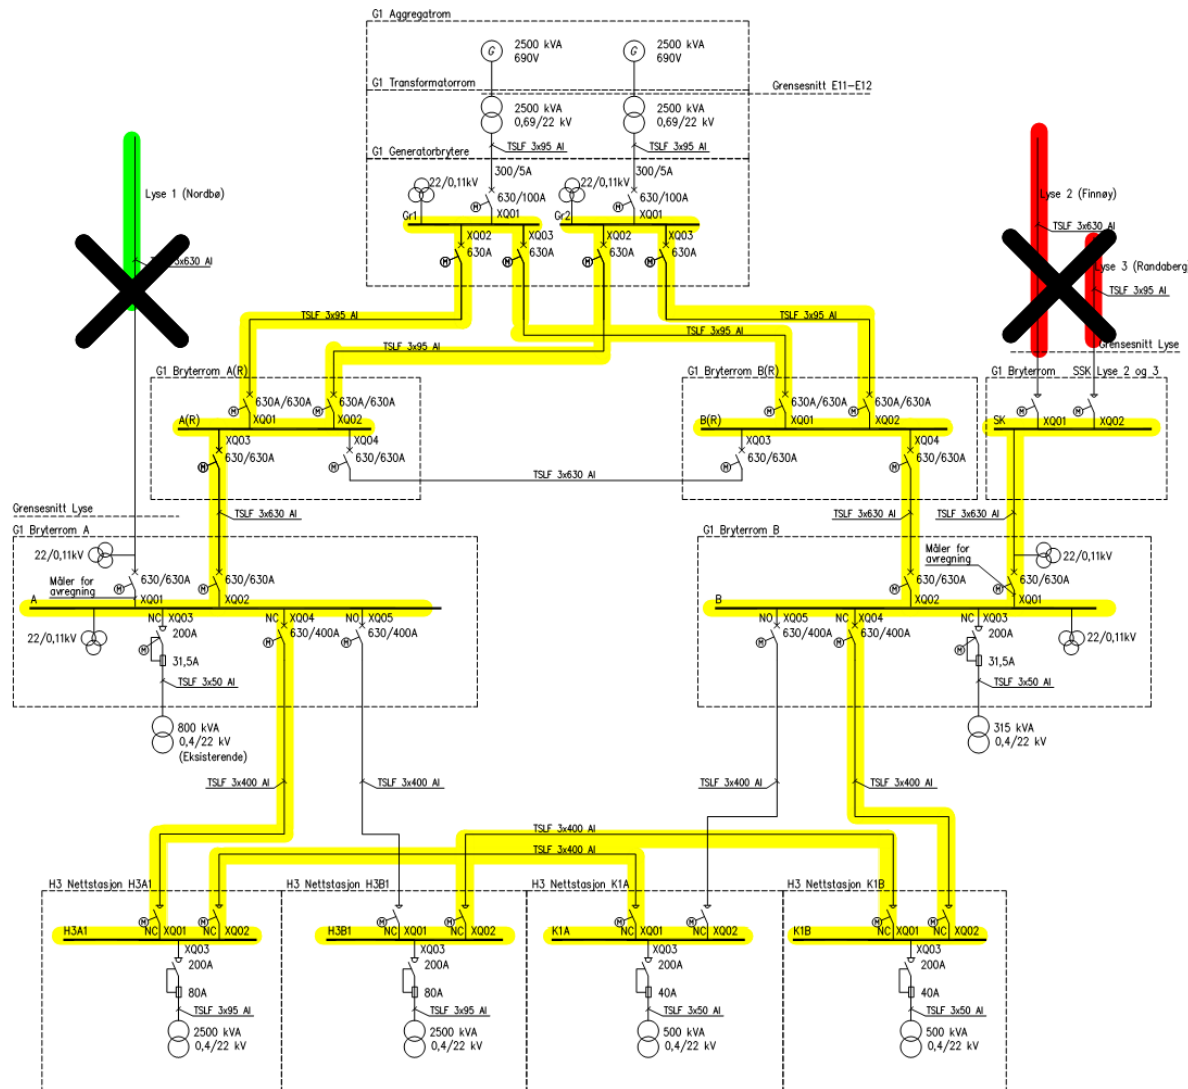 G1 Aggregatrom
G
2500 kVA
690V
G
2500 kVA
690V
G1 Transformatorrom
Grensesnitt E11-E12
2500 kVA
0,69/22 kV
2500 kVA
0,69/22 kV
TSLF 3x95 Al
TSLF 3x95 Al
G1 Generatorbrytere
300/5A
300/5A
22/0,11kV
22/0,11kV
M
630/100A
M
630/100A
XQ01
XQ01
Gr1
Gr2
XQ02
XQ03
XQ02
XQ03
M
630A
M
630A
M
630A
M
630A
Lyse 1 (Nordbø)
TSLF 3x630 Al
Lyse 2 (Finnøy)
TSLF 3x630 Al
Lyse 3 (Randaberg
TSLF 3x95 Al
TSLF 3x95 Al
TSLF 3x95 Al
TSLF 3x95 Al
TSLF 3x95 Al
Grensesnitt Lyse
G1 Bryterrom A(R)
G1 Bryterrom B(R)
G1 Bryterrom
SSK Lyse 2 og 3
M
630A/630A
M
630A/630A
M
630A/630A
M
630A/630A
M
M
A(R)
XQ01
XQ02
B(R)
XQ01
XQ02
SK
XQ01
XQ02
XQ03
XQ04
XQ03
XQ04
M
630/630A
M
630/630A
M
630/630A
M
630/630A
TSLF 3x630 Al
Grensesnitt Lyse
TSLF 3x630 Al
TSLF 3x630 Al
TSLF 3x630 Al
G1 Bryterrom A
G1 Bryterrom B
22/0,11kV
Måler for
avregning
22/0,11kV
Måler for
avregning
M
630/630A
M
630/630A
M
630/630A
M
630/630A
A
XQ01
XQ02
B
XQ02
XQ01
22/0,11kV
NC
XQ03
200A
M
31,5A
TSLF 3x50 Al
NC
XQ04
630/400A
M
NO
XQ05
630/400A
M
NO
XQ05
630/400A
M
NC
XQ04
630/400A
M
NC
XQ03
200A
M
31,5A
TSLF 3x50 Al
22/0,11kV
800 kVA
0,4/22 kV
(Eksisterende)
315 kVA
0,4/22 kV
TSLF 3x400 Al
TSLF 3x400 Al
TSLF 3x400 Al
TSLF 3x400 Al
TSLF 3x400 Al
TSLF 3x400 Al
H3 Nettstasjon H3A1
H3 Nettstasjon H3B1
H3 Nettstasjon K1A
H3 Nettstasjon K1B
M
M
M
M
M
M
M
M
H3A1
NC
XQ01
NC
XQ02
H3B1
NC
XQ01
NC
XQ02
K1A
NC
XQ01
NC
XQ02
K1B
NC
XQ01
NC
XQ02
XQ03
200A
80A
TSLF 3x95 Al
2500 kVA
0,4/22 kV
XQ03
200A
80A
TSLF 3x95 Al
2500 kVA
0,4/22 kV
XQ03
200A
40A
TSLF 3x50 Al
500 kVA
0,4/22 kV
XQ03
200A
40A
TSLF 3x50 Al
500 kVA
0,4/22 kV